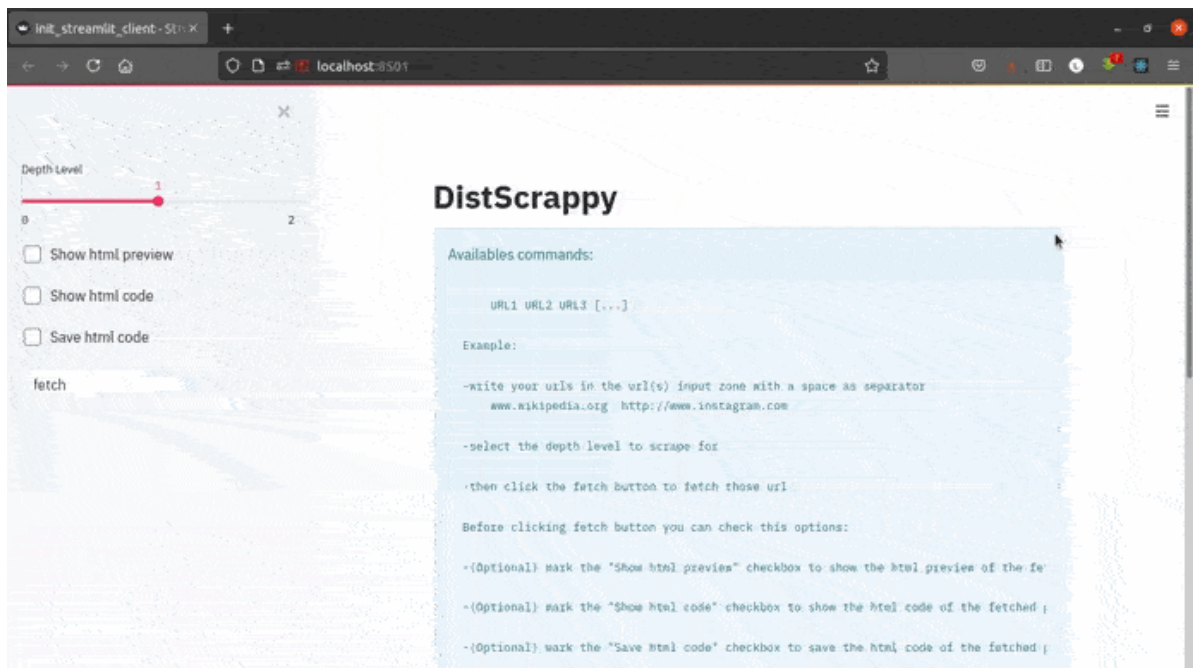 init_streamlit_client - Str
localhost:8501
Depth Level
1
0 2
Show html preview
Show html code
Save html code
fetch
DistScrappy
Availables commands:
URL1 URL2 URL3 [...]
Example:
-write your urls in the url(s) input zone with a space as separator
www.wikipedia.org http://www.instagram.com
-select the depth level to scrape for
-then click the fetch button to fetch those url
Before clicking fetch button you can check this options:
-(Optional) mark the "Show html preview" checkbox to show the html preview of the fe
-(Optional) mark the "Show html code" checkbox to show the html code of the fetched
-(Optional) mark the "Save html code" checkbox to save the html code of the fetched